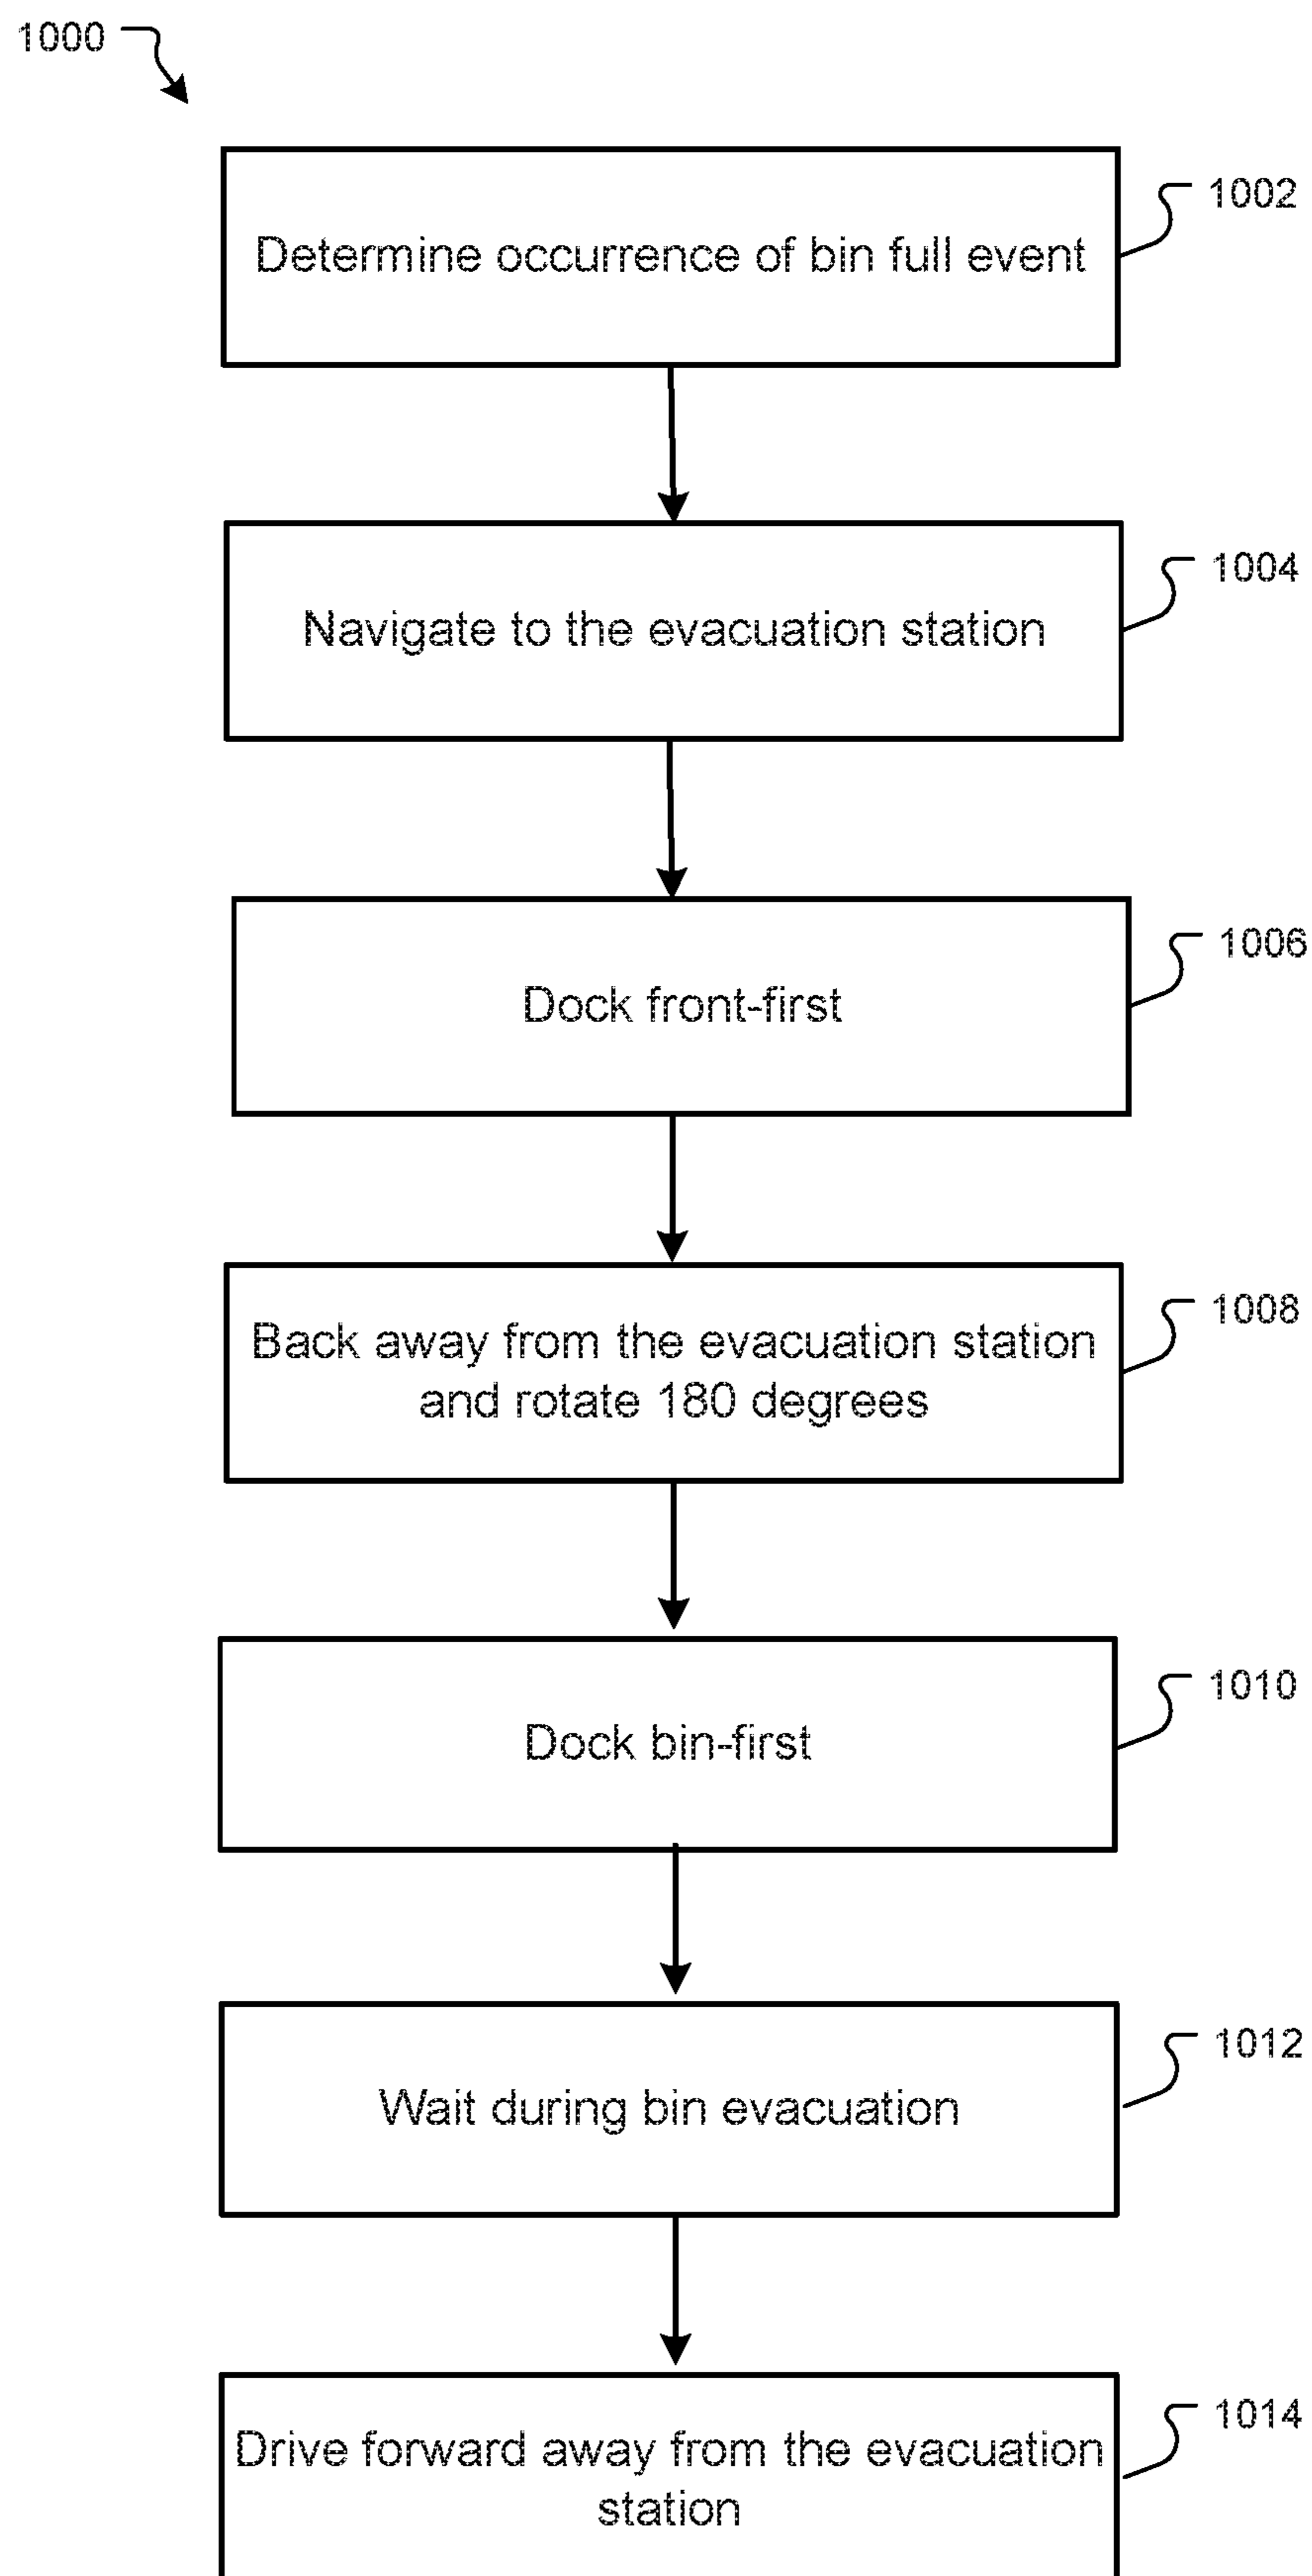 1000
Determine occurrence of bin full event
1002
Navigate to the evacuation station
1004
Dock front-first
1006
Back away from the evacuation station
and rotate 180 degrees
1008
Dock bin-first
1010
Wait during bin evacuation
1012
Drive forward away from the evacuation
station
1014